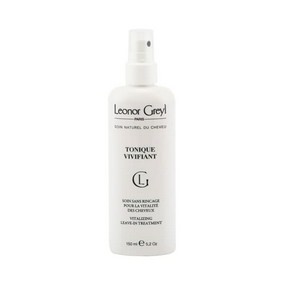 Leonor Greyl
PARIS
SOIN NATUREL DU CHEVEU
TONIQUE
VIVIFIANT
LG
SOIN SANS RINÇAGE
POUR LA VITALITÉ
DES CHEVEUX
VITALIZING
LEAVE-IN TREATMENT
150 ml ℮ 5.2 Oz.